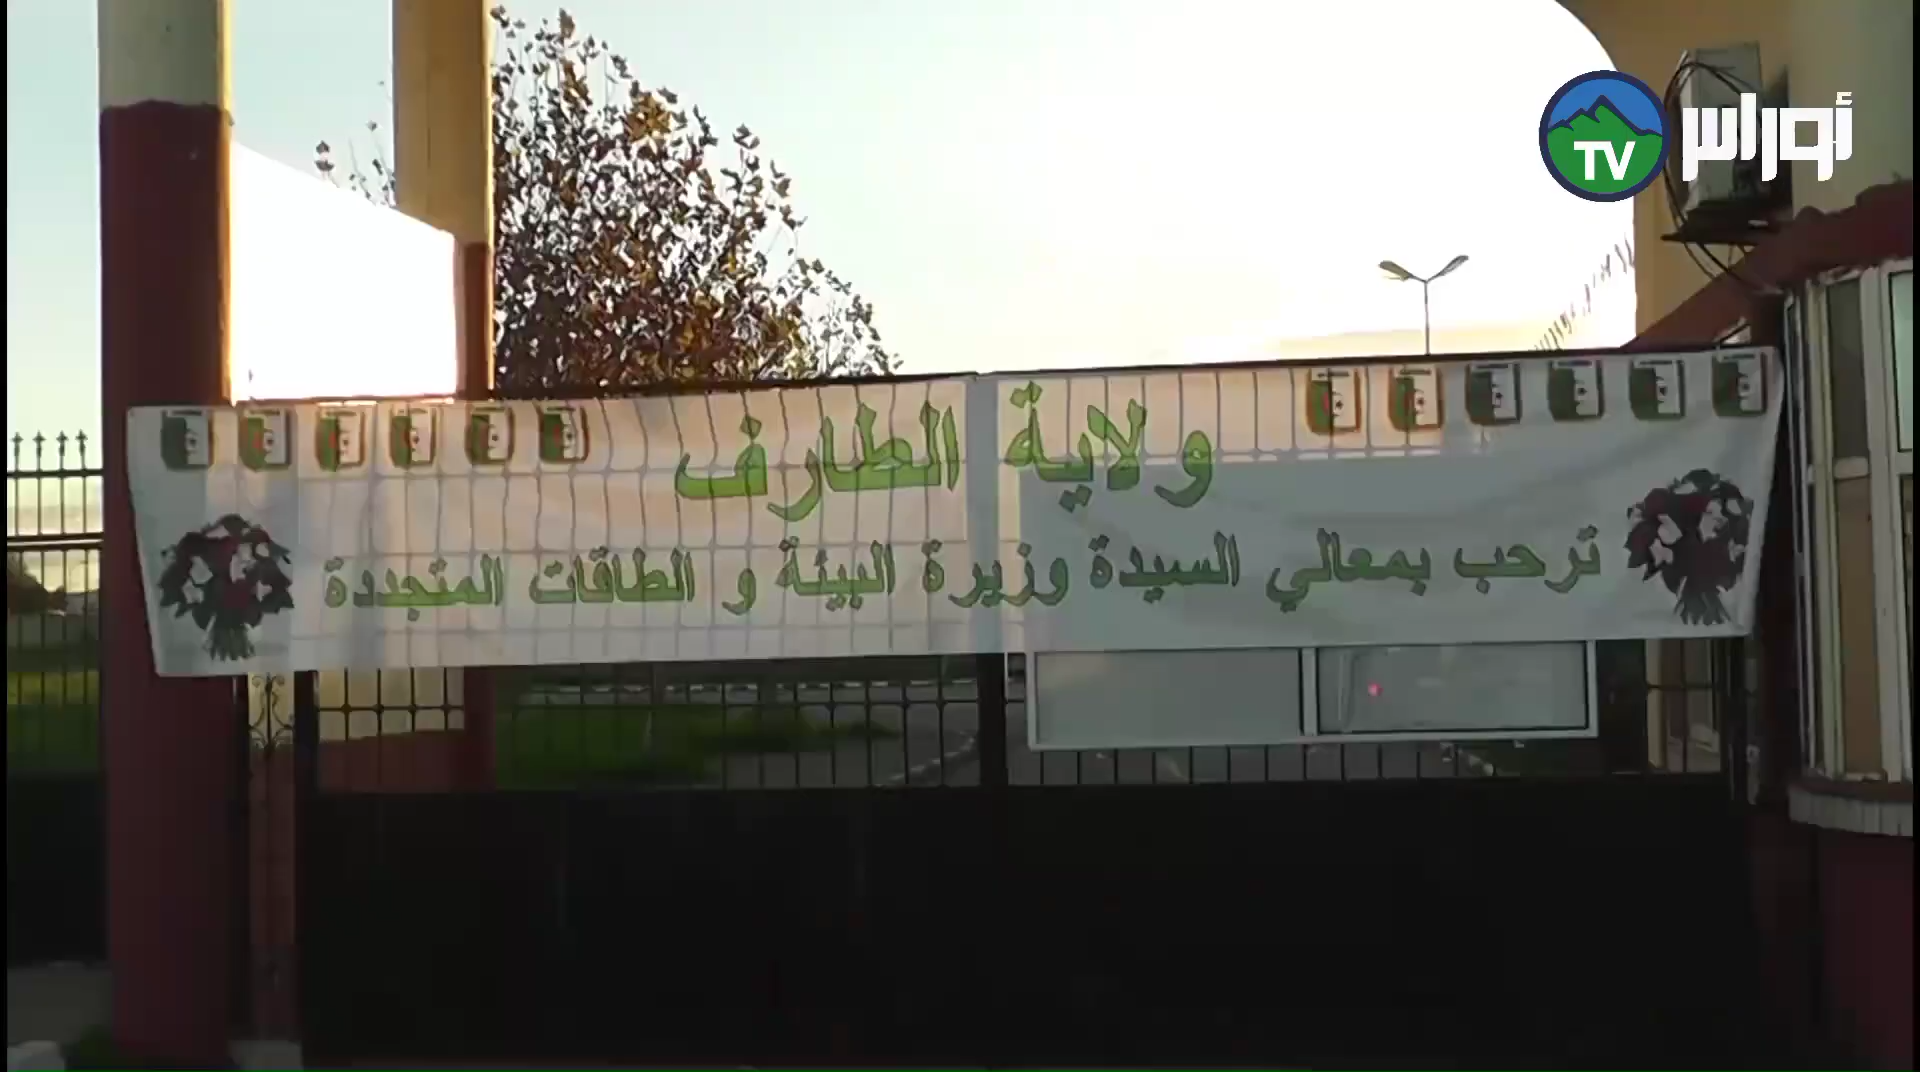 أوراس
TV
ولاية الطارف
ترحب بمعالي السيدة وزيرة البيئة و الطاقات المتجددة